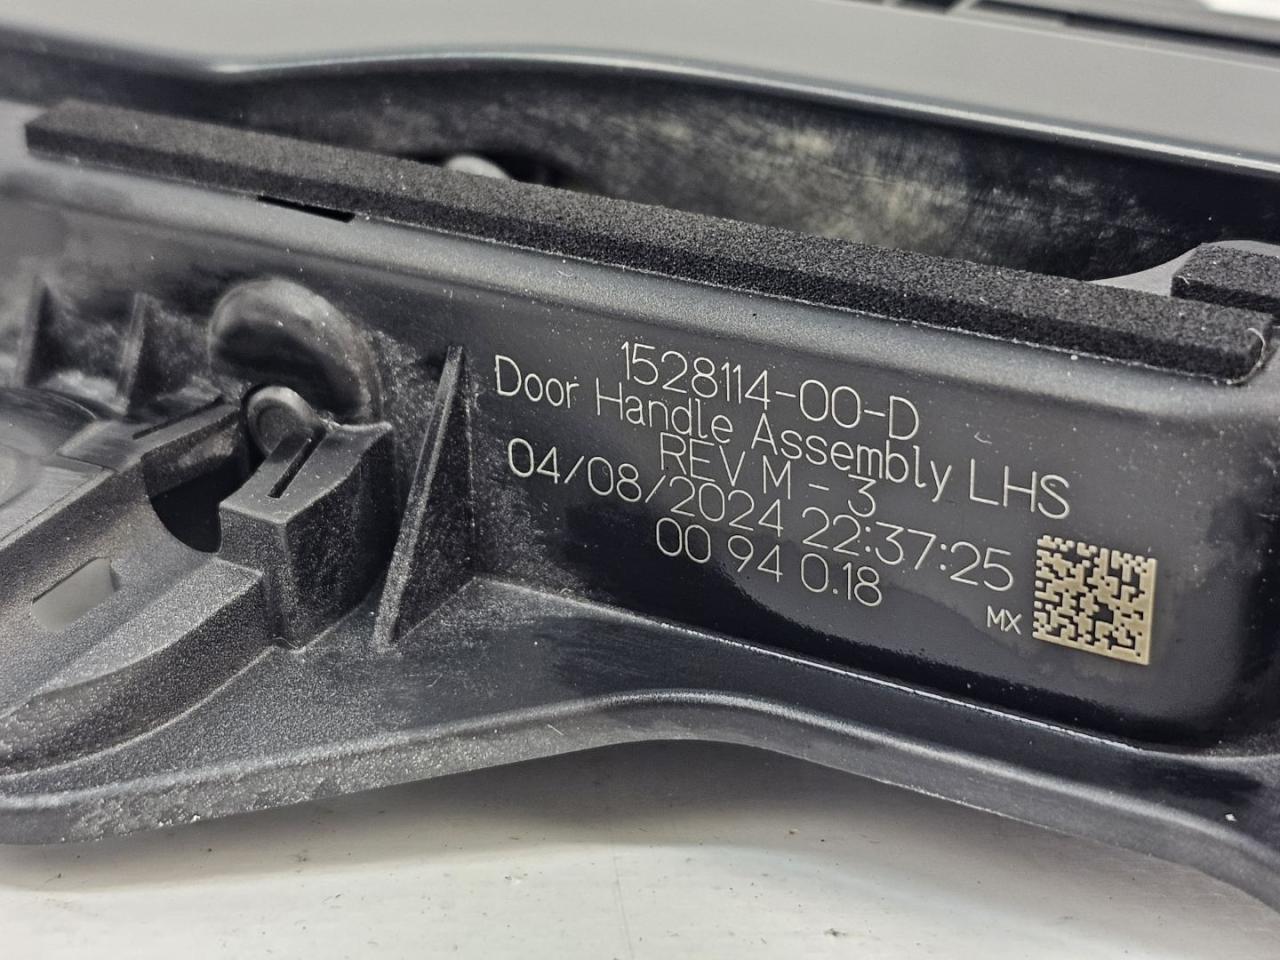 1528114-00-D
Door Handle Assembly LHS
REV M - 3
04/08/2024 22:37:25
00 94 0.18
MX